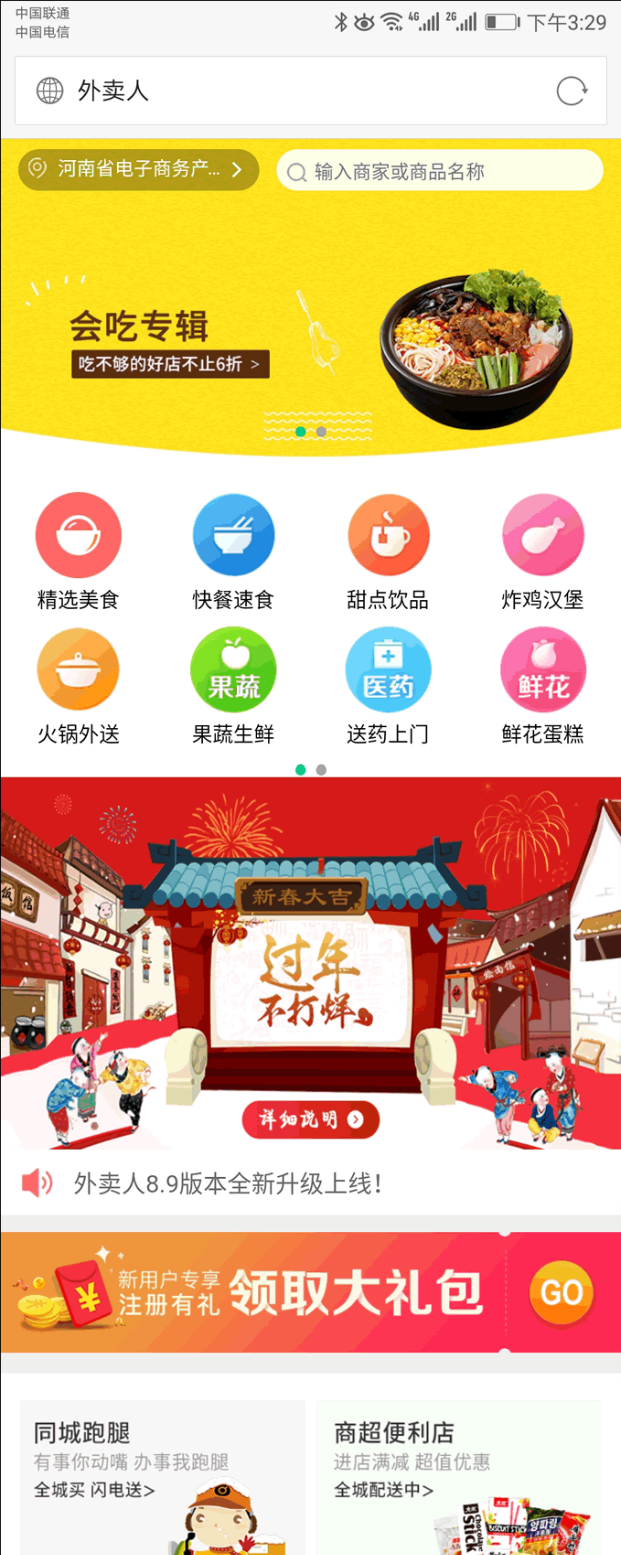 中国联通
中国电信
4G 2G 下午3:29
外卖人
河南省电子商务产... 输入商家或商品名称
会吃专辑
吃不够的好店不止6折 >
精选美食 快餐速食 甜点饮品 炸鸡汉堡
果蔬 医药 鲜花
火锅外送 果蔬生鲜 送药上门 鲜花蛋糕
新春大吉
过年
不打烊
详细说明
外卖人8.9版本全新升级上线!
新用户专享
注册有礼 领取大礼包 GO
¥
同城跑腿 商超便利店
有事你动嘴 办事我跑腿 进店满减 超值优惠
全城买 闪电送> 全城配送中>